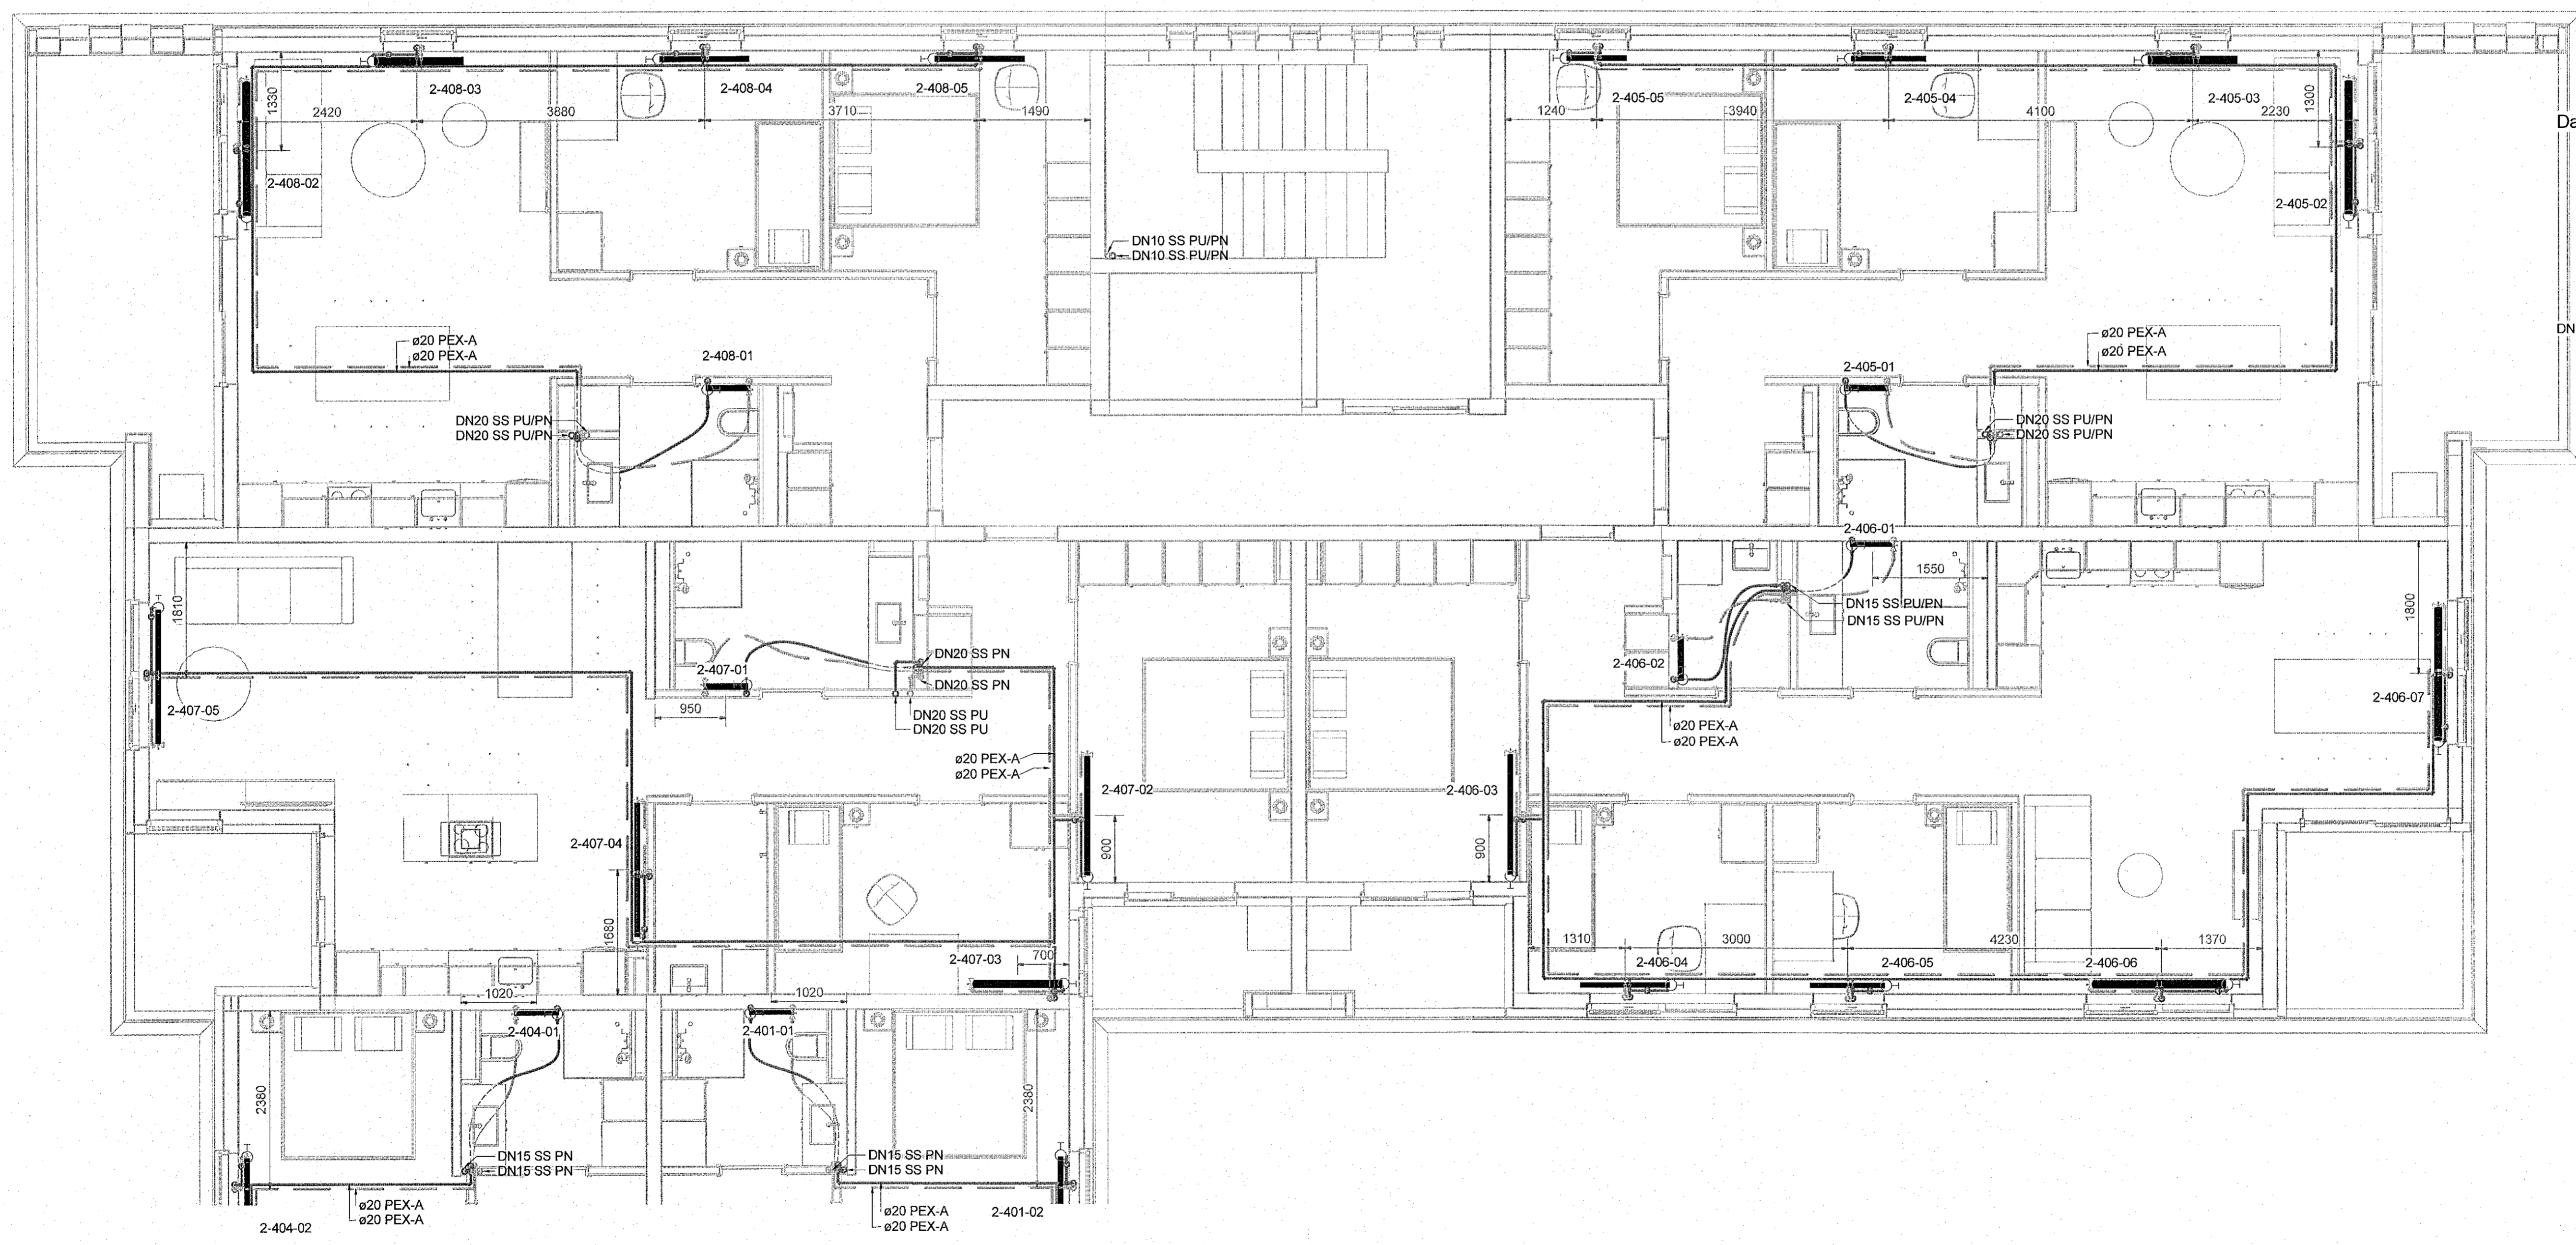 2-408-03
2-408-04
2-408-05
1330
2420
3880
3710
1490
2-408-02
2-405-05
2-405-04
2-405-03
1240
3940
4100
2230
1300
Da
2-405-02
DN10 SS PU/PN
DN10 SS PU/PN
ø20 PEX-A
ø20 PEX-A
2-408-01
ø20 PEX-A
ø20 PEX-A
DN
2-405-01
DN20 SS PU/PN
DN20 SS PU/PN
DN20 SS PU/PN
DN20 SS PU/PN
2-406-01
1550
1810
1800
DN15 SS PU/PN
DN15 SS PU/PN
2-407-01
DN20 SS PN
DN20 SS PN
2-406-02
2-406-07
2-407-05
950
DN20 SS PU
DN20 SS PU
ø20 PEX-A
ø20 PEX-A
ø20 PEX-A
ø20 PEX-A
2-407-02
2-406-03
2-407-04
900
900
1680
1310
3000
4230
1370
2-407-03
700
2-406-04
2-406-05
2-406-06
1020
1020
2-404-01
2-401-01
2380
2380
DN15 SS PN
DN15 SS PN
DN15 SS PN
DN15 SS PN
ø20 PEX-A
ø20 PEX-A
2-404-02
ø20 PEX-A
ø20 PEX-A
2-401-02